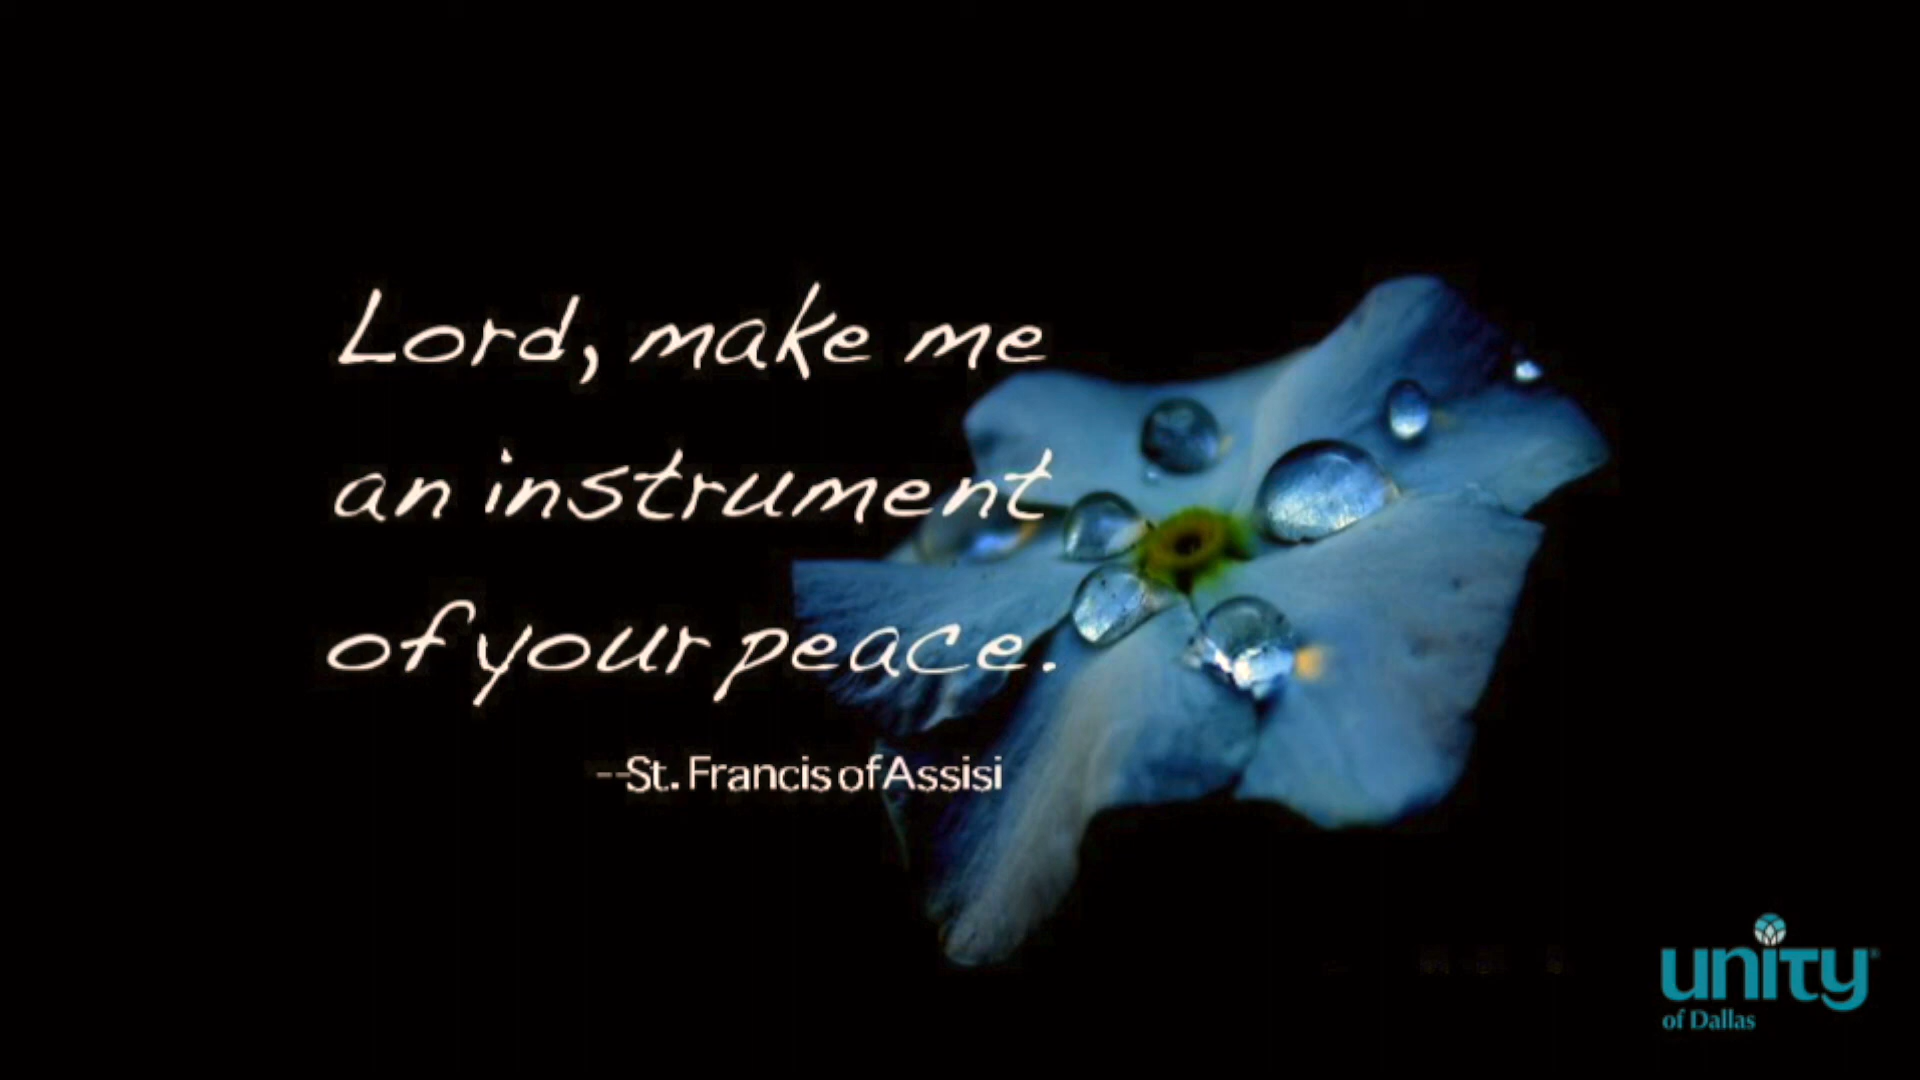 Lord, make me
an instrument
of your peace.
--St. Francis of Assisi
unity
of Dallas